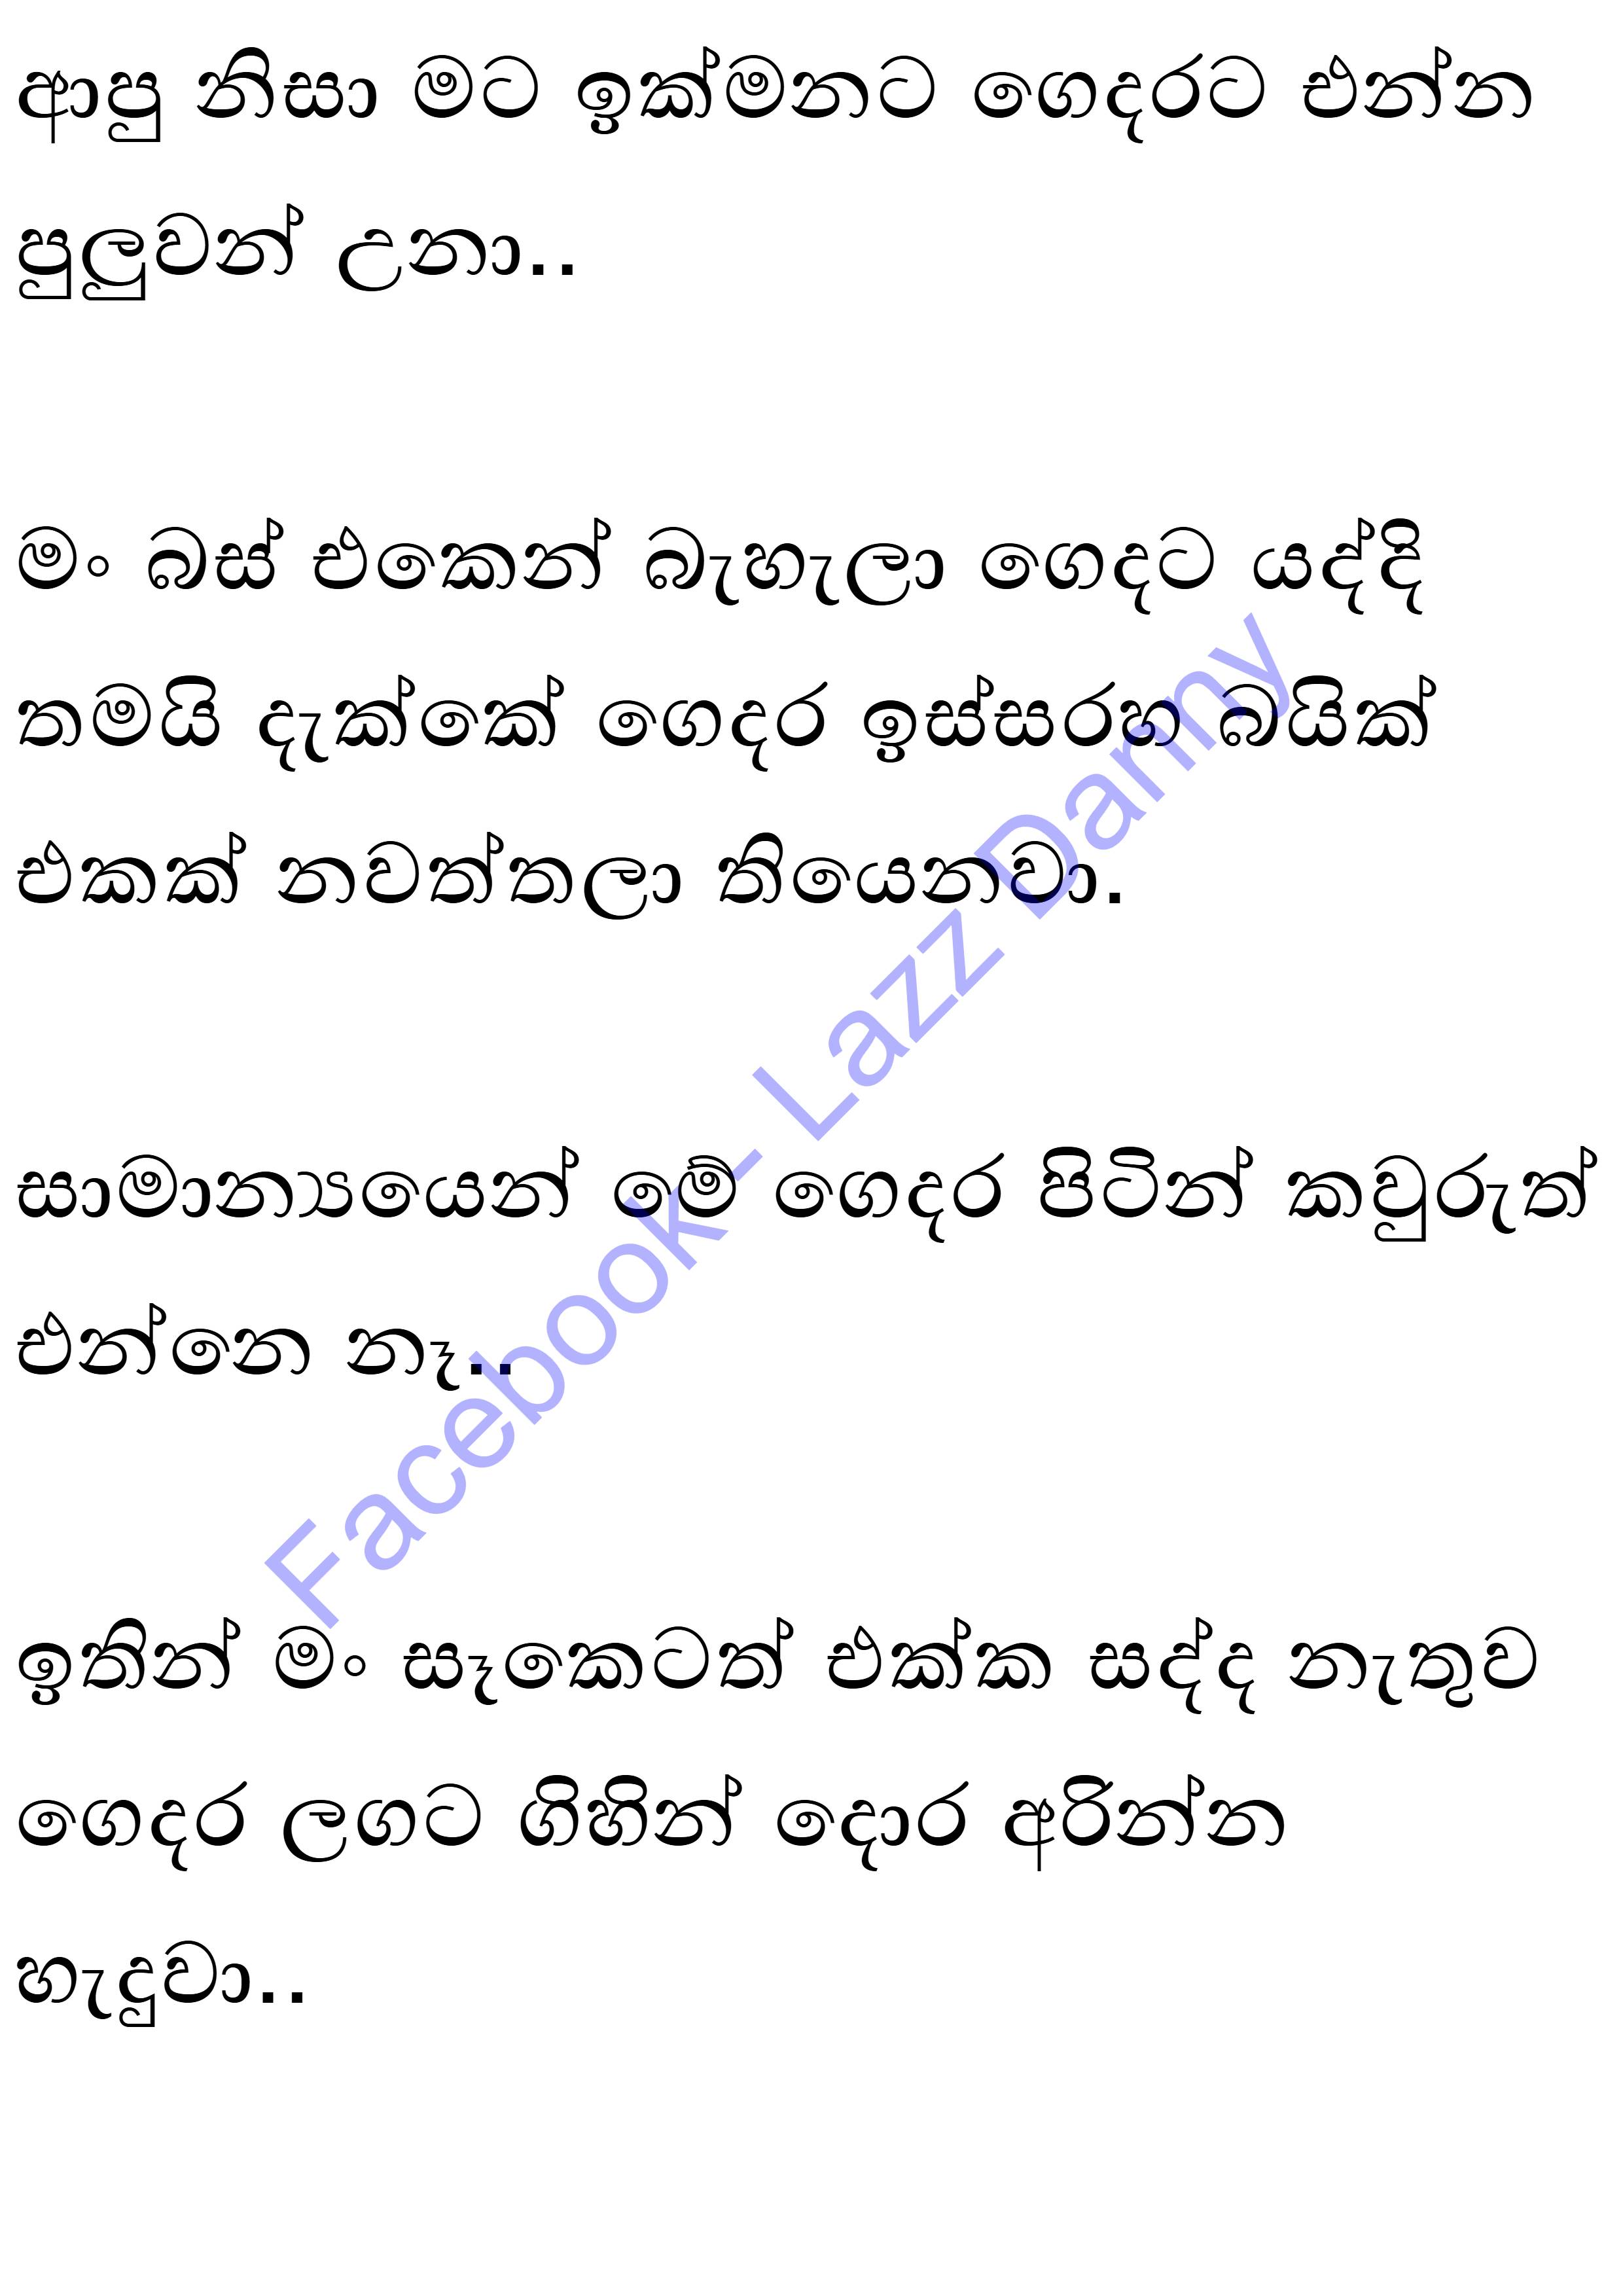 ආපු නිසා මට ඉක්මනට ගෙදරට එන්න
පුලුවන් උනා..
මං බස් එකෙන් බැහැලා ගෙදට යද්දි
තමයි දැක්කේ ගෙදර ඉස්සරහ බයික්
එකක් නවත්තලා තියෙනවා.
සාමාන්‍යයෙන් මේ ගෙදර පිටින් කවුරුත්
එන්නෙ නෑ..
ඉතින් මං සෑකෙටත් එක්ක සද්ද නැතුව
ගෙදර ලගට ගිහින් දොර අරින්න
හැදුවා..
Facebook- Lazz Danny